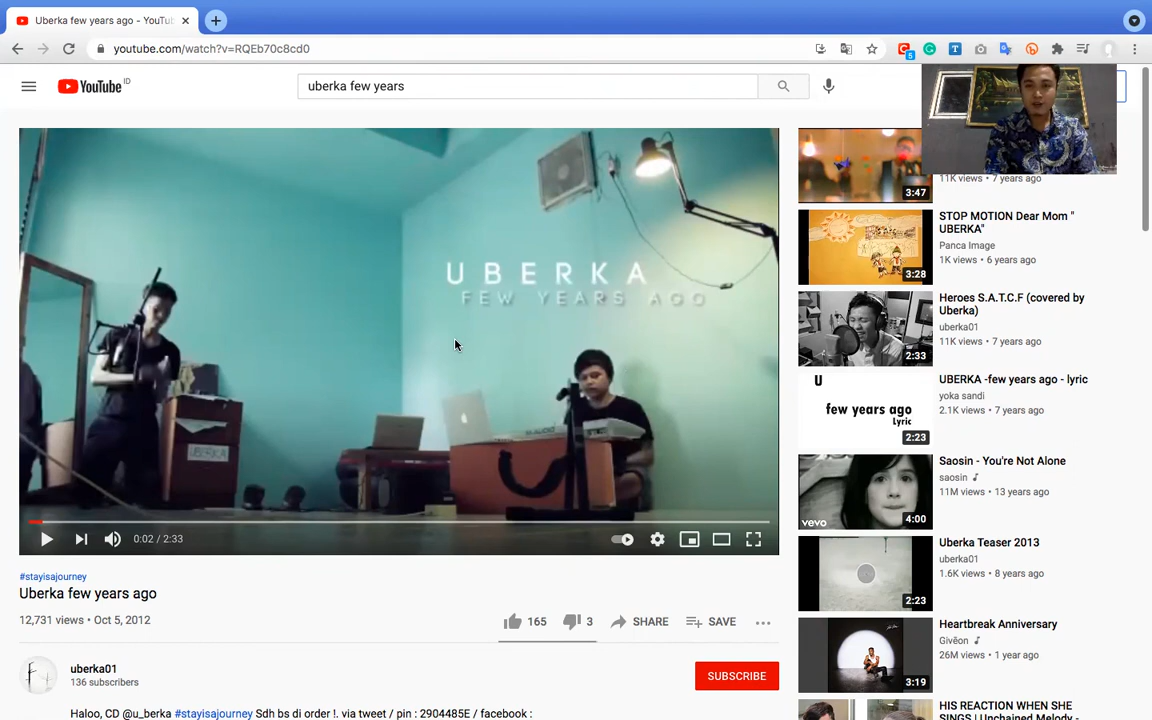 Uberka few years ago - YouTu
youtube.com/watch?v=RQEb70c8cd0
5
YouTube ID
uberka few years
UBERKA
FEW YEARS AGO
UBERKA
0:02 / 2:33
#stayisajourney
Uberka few years ago
12,731 views • Oct 5, 2012
165
3
SHARE
SAVE
uberka01
136 subscribers
SUBSCRIBE
Haloo, CD @u_berka #stayisajourney Sdh bs di order !. via tweet / pin : 2904485E / facebook :
3:47
11K views • 7 years ago
3:28
STOP MOTION Dear Mom "
UBERKA"
Panca Image
1K views • 6 years ago
2:33
Heroes S.A.T.C.F (covered by
Uberka)
uberka01
11K views • 7 years ago
U
few years ago
Lyric
2:23
UBERKA -few years ago - lyric
yoka sandi
2.1K views • 7 years ago
vevo
4:00
Saosin - You're Not Alone
saosin
11M views • 13 years ago
2:23
Uberka Teaser 2013
uberka01
1.6K views • 8 years ago
3:19
Heartbreak Anniversary
Givēon
26M views • 1 year ago
HIS REACTION WHEN SHE
SINGS | Unchained Melody -